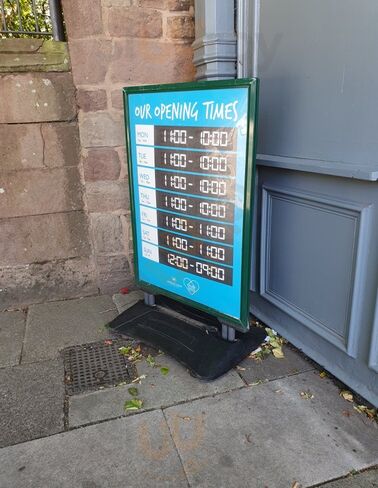 OUR OPENING TIMES
MON 11:00 - 10:00
TUE 11:00 - 10:00
WED 11:00 - 10:00
THU 11:00 - 10:00
FRI 11:00 - 11:00
SAT 11:00 - 11:00
SUN 12:00 - 09:00